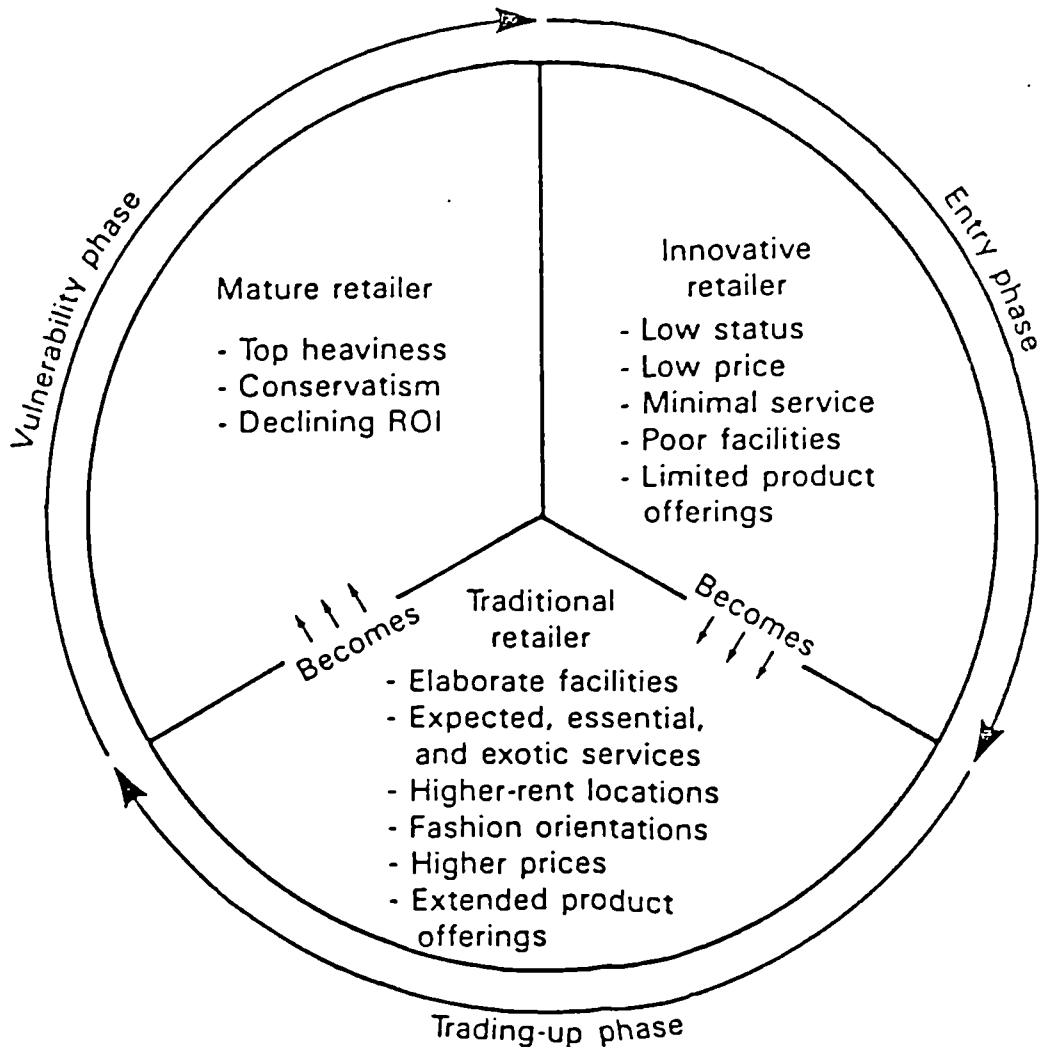 Vulnerability phase
Entry phase
Mature retailer
- Top heaviness
- Conservatism
- Declining ROI
Innovative
retailer
- Low status
- Low price
- Minimal service
- Poor facilities
- Limited product
offerings
Becomes
Becomes
Traditional
retailer
- Elaborate facilities
- Expected, essential,
and exotic services
- Higher-rent locations
- Fashion orientations
- Higher prices
- Extended product
offerings
Trading-up phase